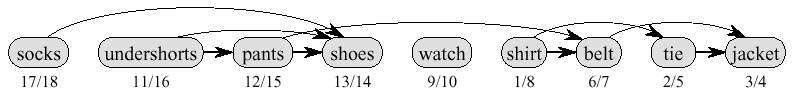 socks undershorts pants shoes watch shirt belt tie jacket
17/18 11/16 12/15 13/14 9/10 1/8 6/7 2/5 3/4